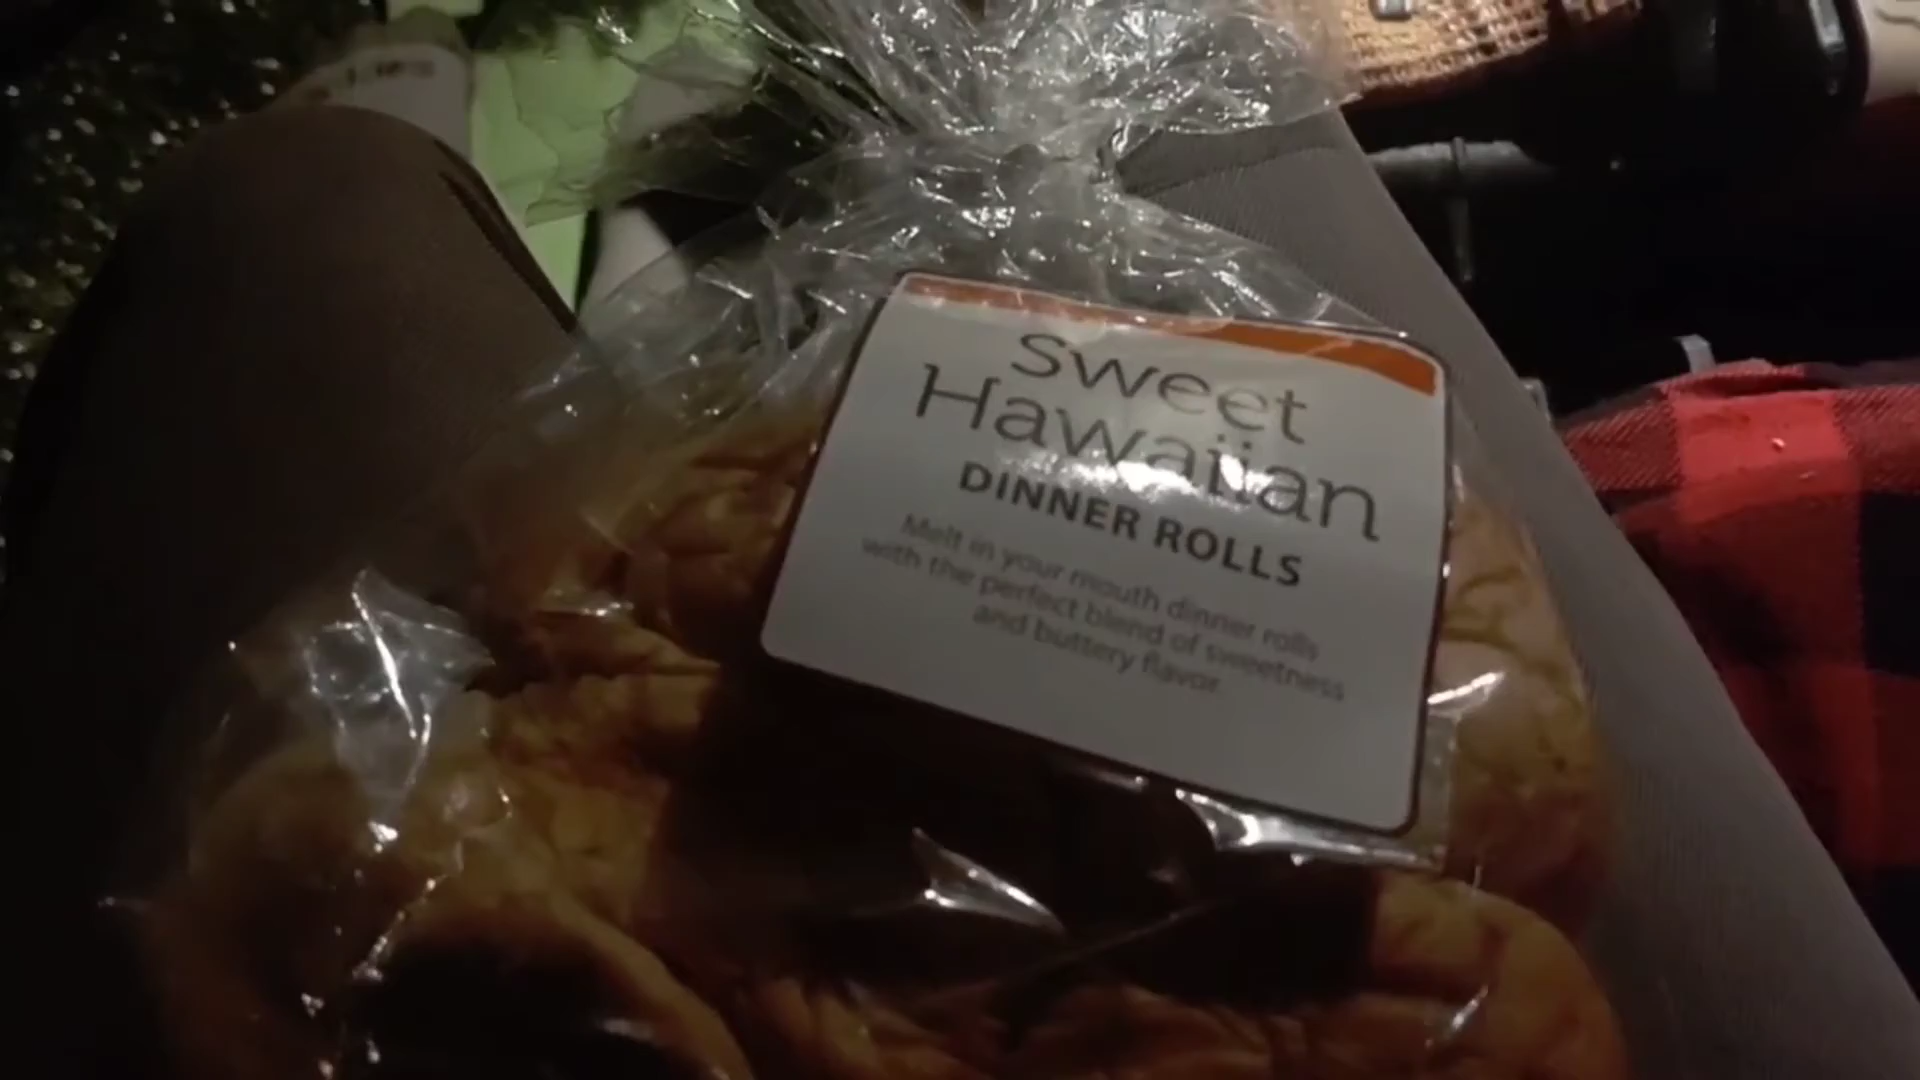 sweet
Hawaiian
DINNER ROLLS
Melt in your mouth dinner rolls
with the perfect blend of sweetness
and buttery flavor.